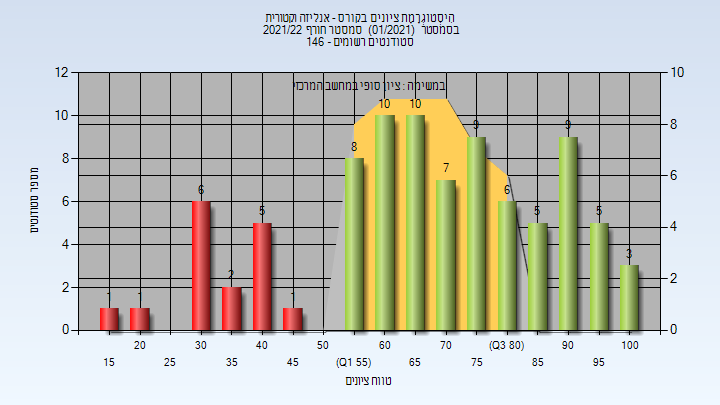 הִיסְטוֹגְרָמַת ציונים בקורס - אנליזה וקטורית
בסמסטר (01/2021) סמסטר חורף 2021/22
סטודנטים רשומים - 146
במשימה : ציון סופי במחשב המרכזי
12 10 8 6 4 2 0
מספר סטודנטים
10 8 6 4 2 0
1 1 6 2 5 1 8 10 10 7 9 6 5 9 5 3
20 30 40 50 60 70 (Q3 80) 90 100
15 25 35 45 (Q1 55) 65 75 85 95
טווח ציונים